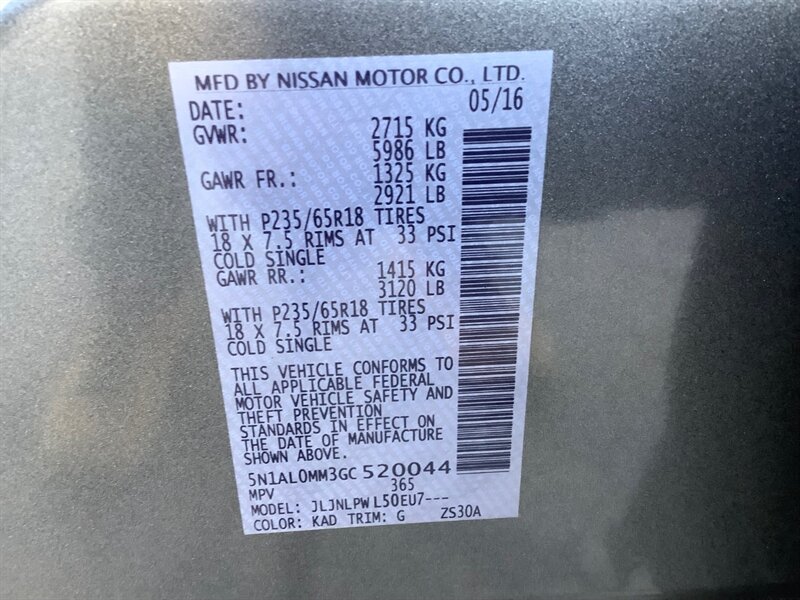 MFD BY NISSAN MOTOR CO., LTD.
DATE: 05/16
GVWR: 2715 KG
5986 LB
GAWR FR.: 1325 KG
2921 LB
WITH P235/65R18 TIRES
18 X 7.5 RIMS AT 33 PSI
COLD SINGLE
GAWR RR.: 1415 KG
3120 LB
WITH P235/65R18 TIRES
18 X 7.5 RIMS AT 33 PSI
COLD SINGLE
THIS VEHICLE CONFORMS TO
ALL APPLICABLE FEDERAL
MOTOR VEHICLE SAFETY AND
THEFT PREVENTION
STANDARDS IN EFFECT ON
THE DATE OF MANUFACTURE
SHOWN ABOVE.
5N1AL0MM3GC520044
MPV 365
MODEL: JLJNLPWL50EU7---
COLOR: KAD TRIM: G ZS30A